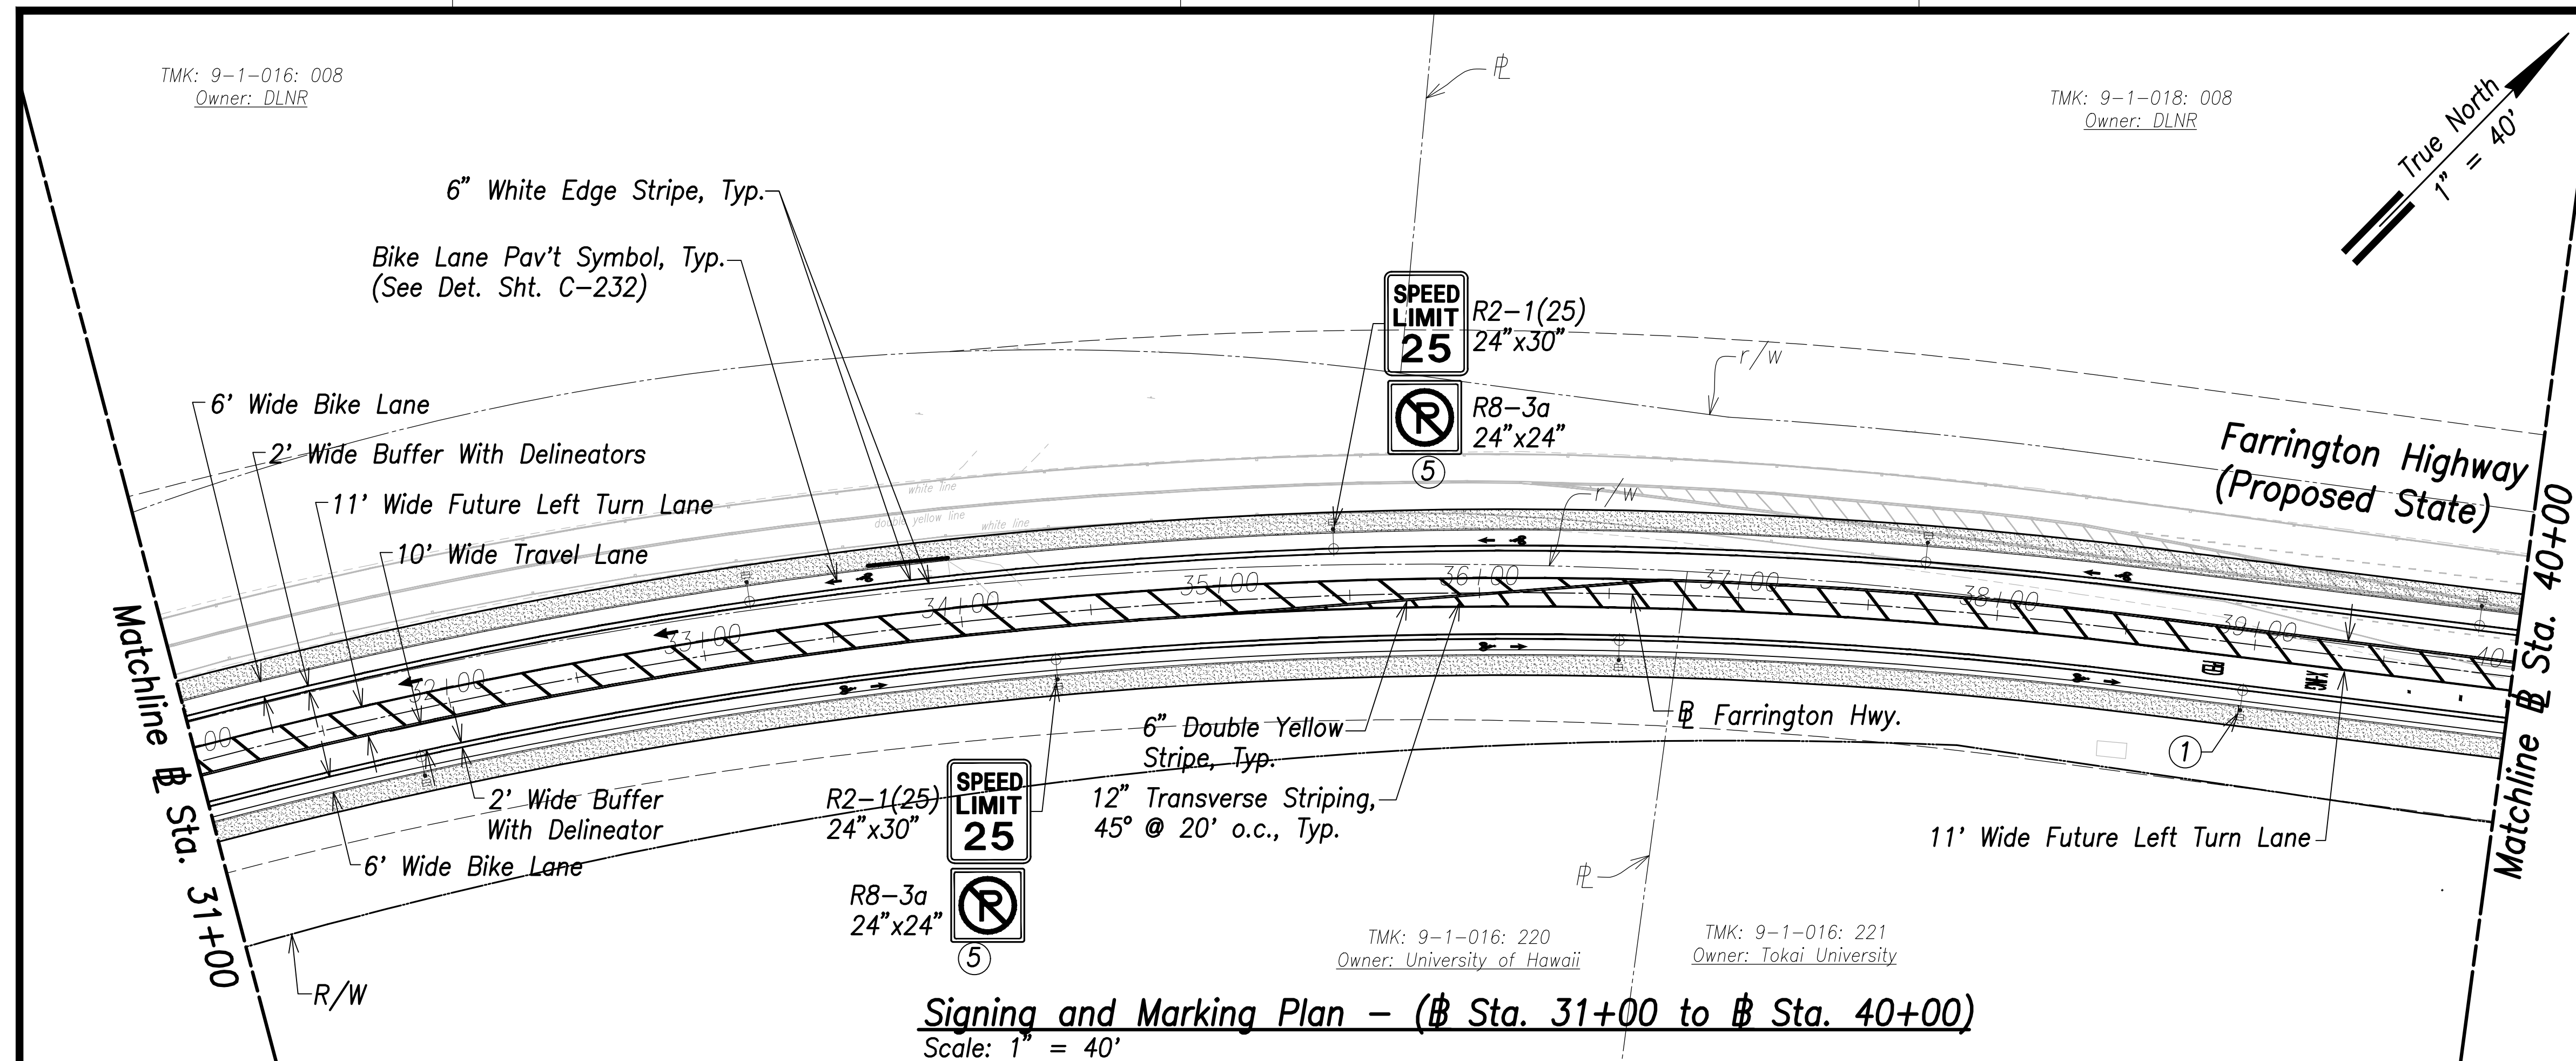 TMK: 9-1-016: 008
Owner: DLNR
TMK: 9-1-018: 008
Owner: DLNR
True North
1" = 40'
℄
6" White Edge Stripe, Typ.
Bike Lane Pav't Symbol, Typ.
(See Det. Sht. C-232)
SPEED
LIMIT
25
R2-1(25)
24"x30"
P
R8-3a
24"x24"
5
r/w
6' Wide Bike Lane
2' Wide Buffer With Delineators
11' Wide Future Left Turn Lane
10' Wide Travel Lane
white line
double yellow line
white line
r/w
Farrington Highway
(Proposed State)
00
32+00
33+00
34+00
35+00
36+00
37+00
38+00
39+00
40
Matchline BL Sta. 31+00
Matchline BL Sta. 40+00
2' Wide Buffer
With Delineator
6' Wide Bike Lane
R/W
SPEED
LIMIT
25
R2-1(25)
24"x30"
P
R8-3a
24"x24"
5
6" Double Yellow
Stripe, Typ.
12" Transverse Striping,
45° @ 20' o.c., Typ.
BL Farrington Hwy.
PL
1
11' Wide Future Left Turn Lane
TMK: 9-1-016: 220
Owner: University of Hawaii
TMK: 9-1-016: 221
Owner: Tokai University
Signing and Marking Plan - (BL Sta. 31+00 to BL Sta. 40+00)
Scale: 1" = 40'